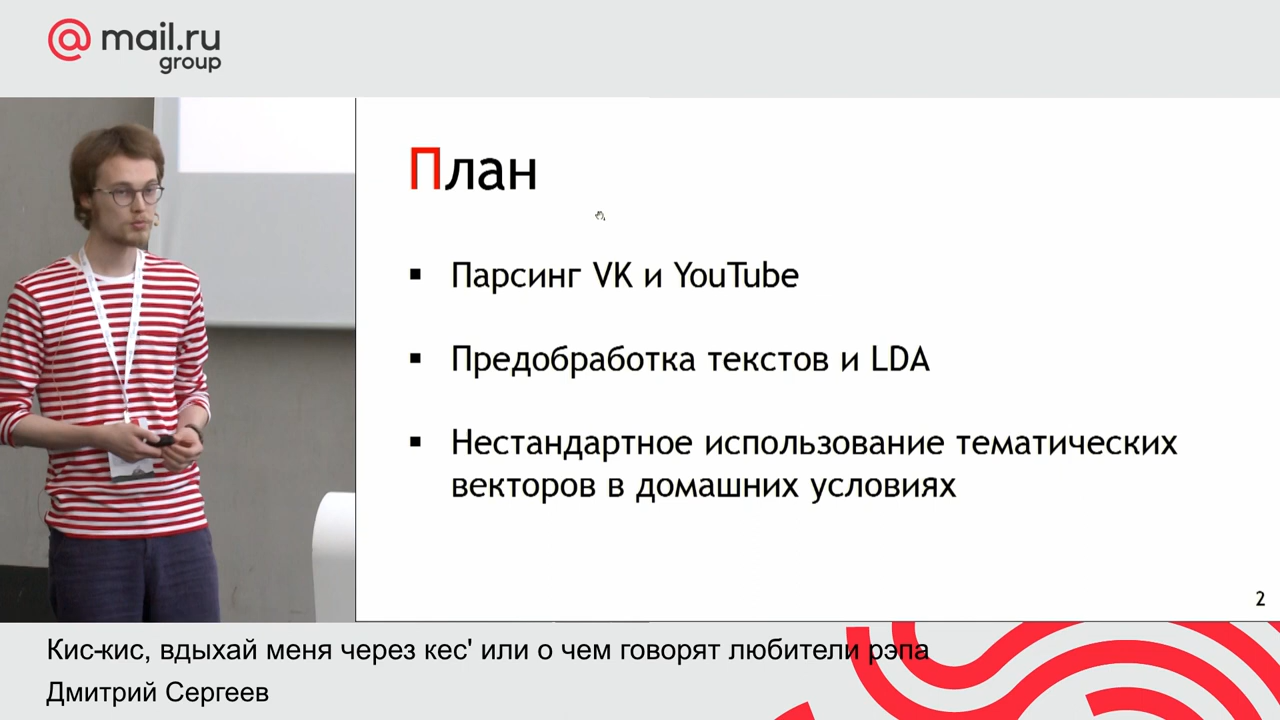 @ mail.ru
group
План
▪ Парсинг VK и YouTube
▪ Предобработка текстов и LDA
▪ Нестандартное использование тематических
векторов в домашних условиях
2
Кис-кис, вдыхай меня через кес' или о чем говорят любители рэпа
Дмитрий Сергеев